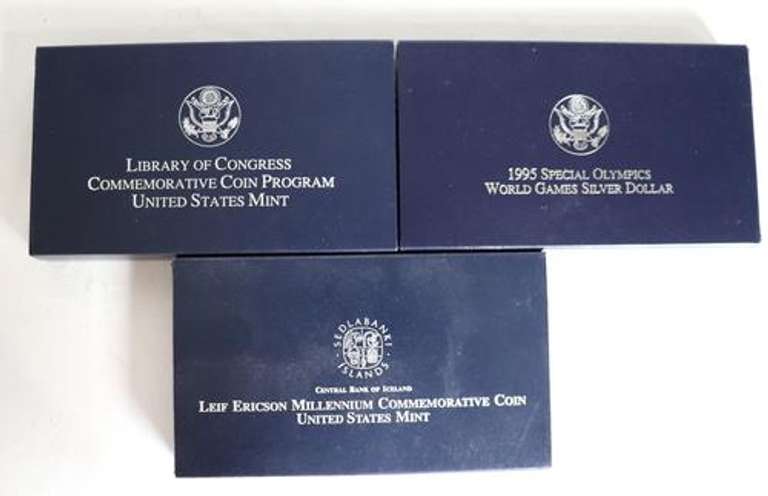 LIBRARY OF CONGRESS
COMMEMORATIVE COIN PROGRAM
UNITED STATES MINT
1995 SPECIAL OLYMPICS
WORLD GAMES SILVER DOLLAR
SEDLABANKI
ISLANDS
CENTRAL BANK OF ICELAND
LEIF ERICSON MILLENNIUM COMMEMORATIVE COIN
UNITED STATES MINT